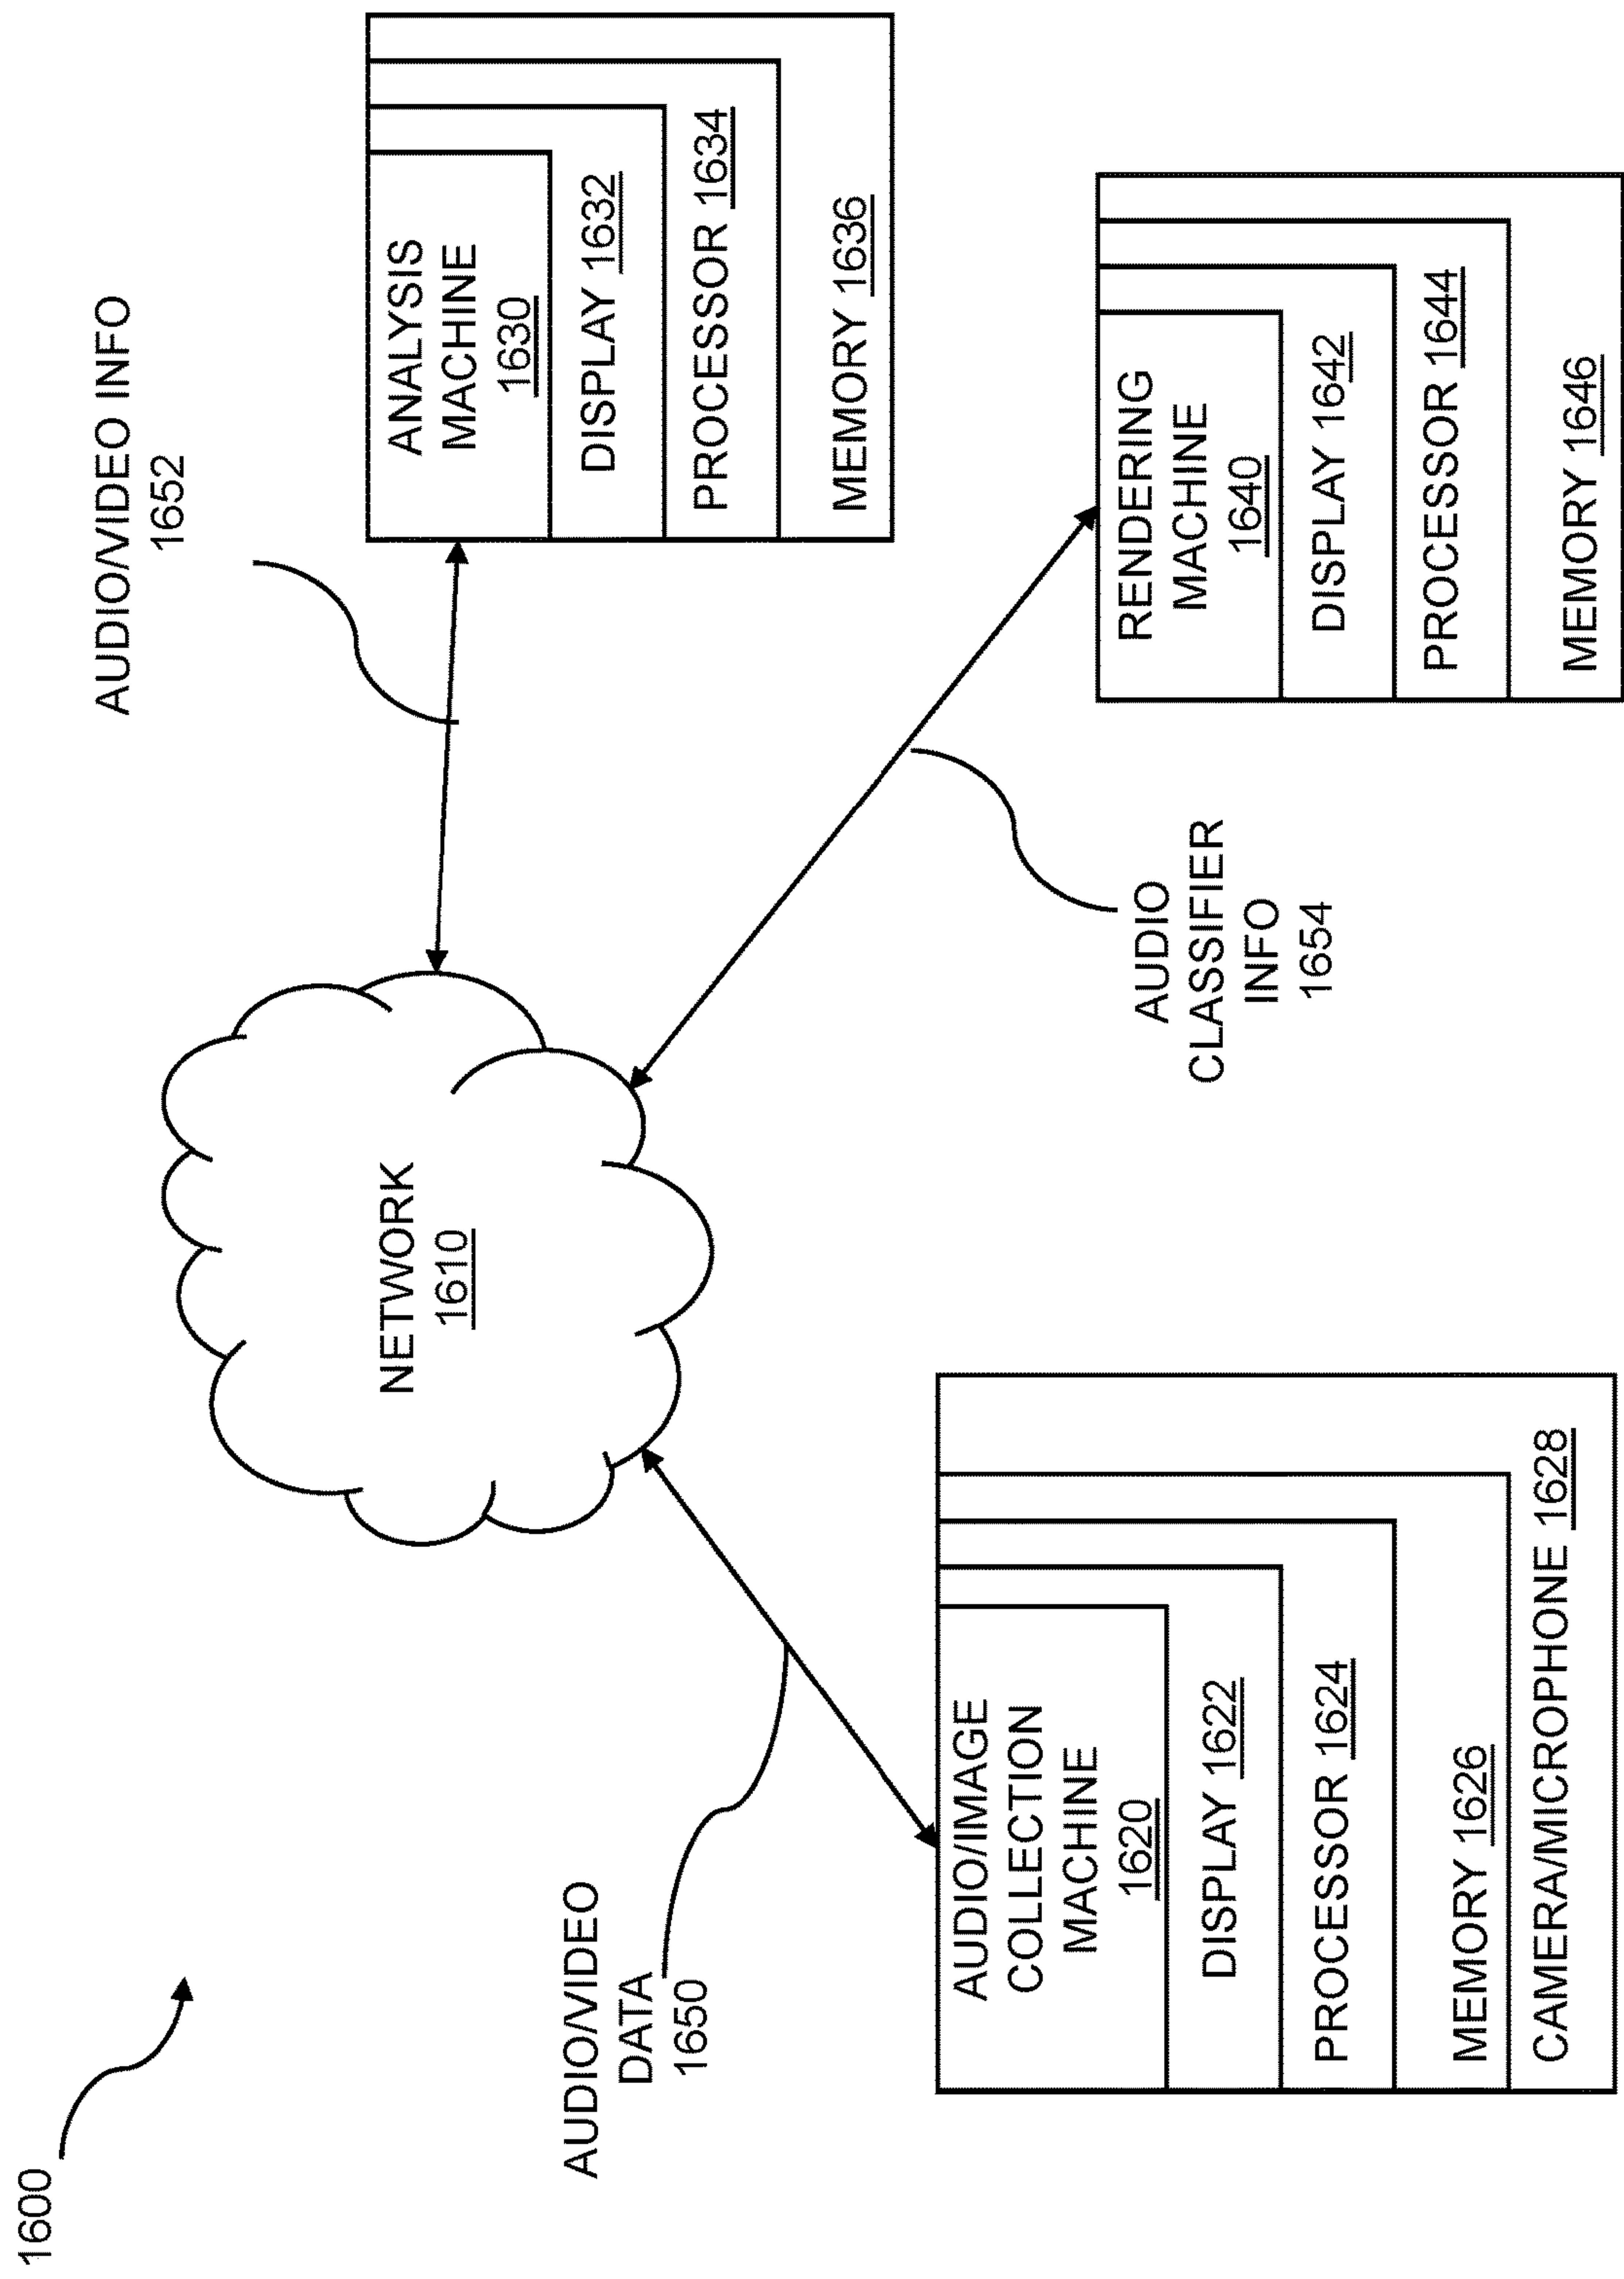 1600
AUDIO/VIDEO INFO
1652
NETWORK
1610
AUDIO/VIDEO
DATA
1650
ANALYSIS
MACHINE
1630
DISPLAY 1632
PROCESSOR 1634
MEMORY 1636
AUDIO/IMAGE
COLLECTION
MACHINE
1620
DISPLAY 1622
PROCESSOR 1624
MEMORY 1626
CAMERA/MICROPHONE 1628
AUDIO
CLASSIFIER
INFO
1654
RENDERING
MACHINE
1640
DISPLAY 1642
PROCESSOR 1644
MEMORY 1646